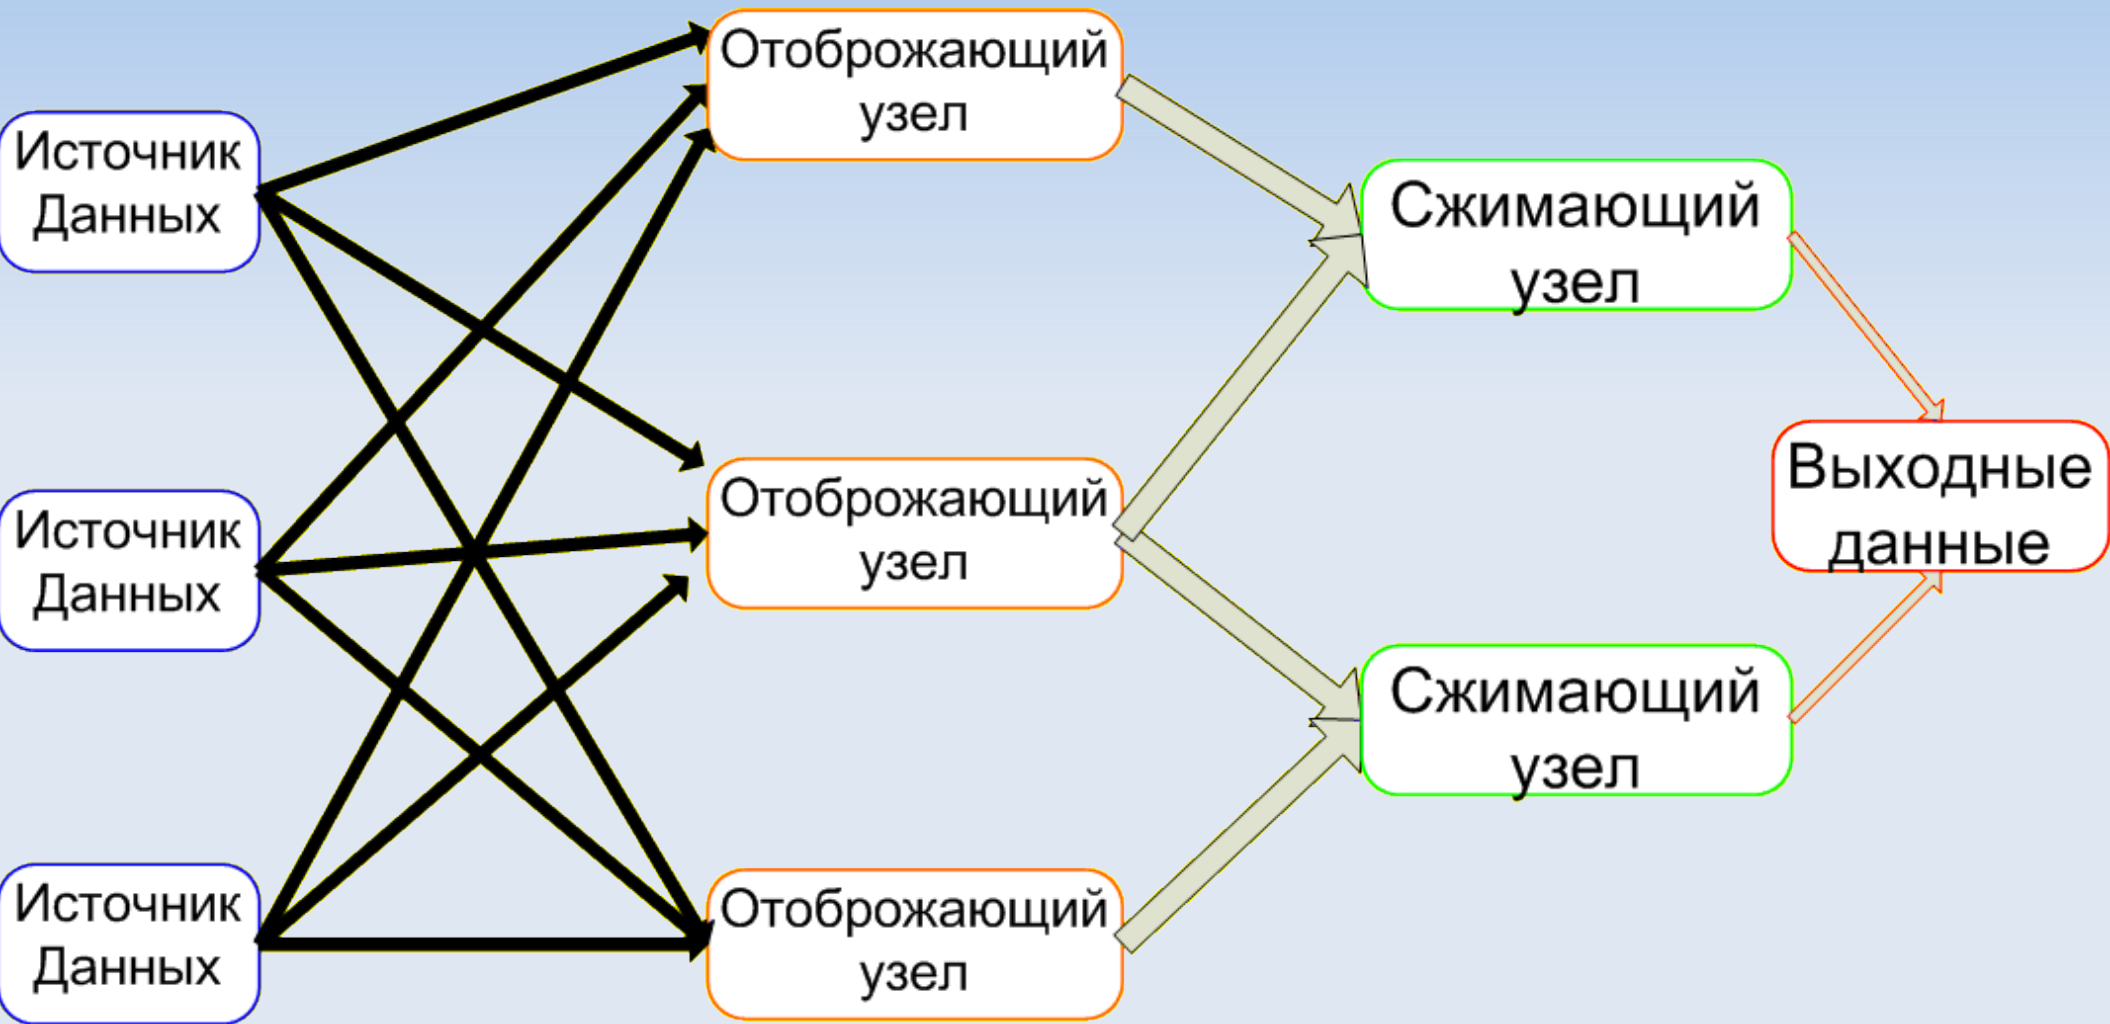 Источник
Данных
Источник
Данных
Источник
Данных
Отоброжающий
узел
Отоброжающий
узел
Отоброжающий
узел
Сжимающий
узел
Сжимающий
узел
Выходные
данные